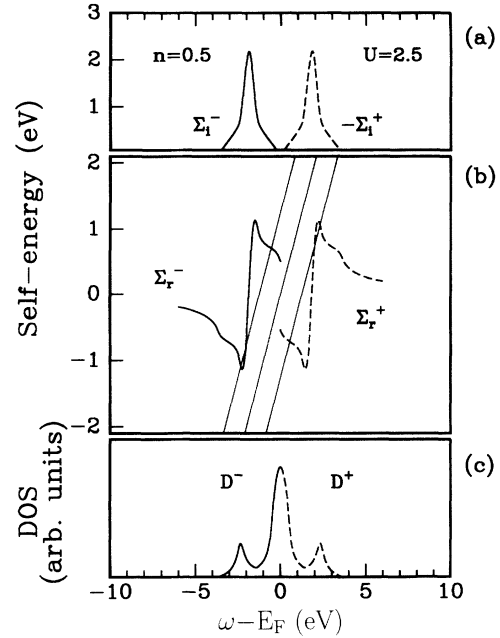 3
(a)
n=0.5
U=2.5
2
1
Σᵢ⁻
−Σᵢ⁺
Self−energy (eV)
2
(b)
1
Σᵣ⁻
0
Σᵣ⁺
−1
−2
DOS
(arb. units)
(c)
D⁻
D⁺
−10
−5
0
5
10
ω−E_F (eV)